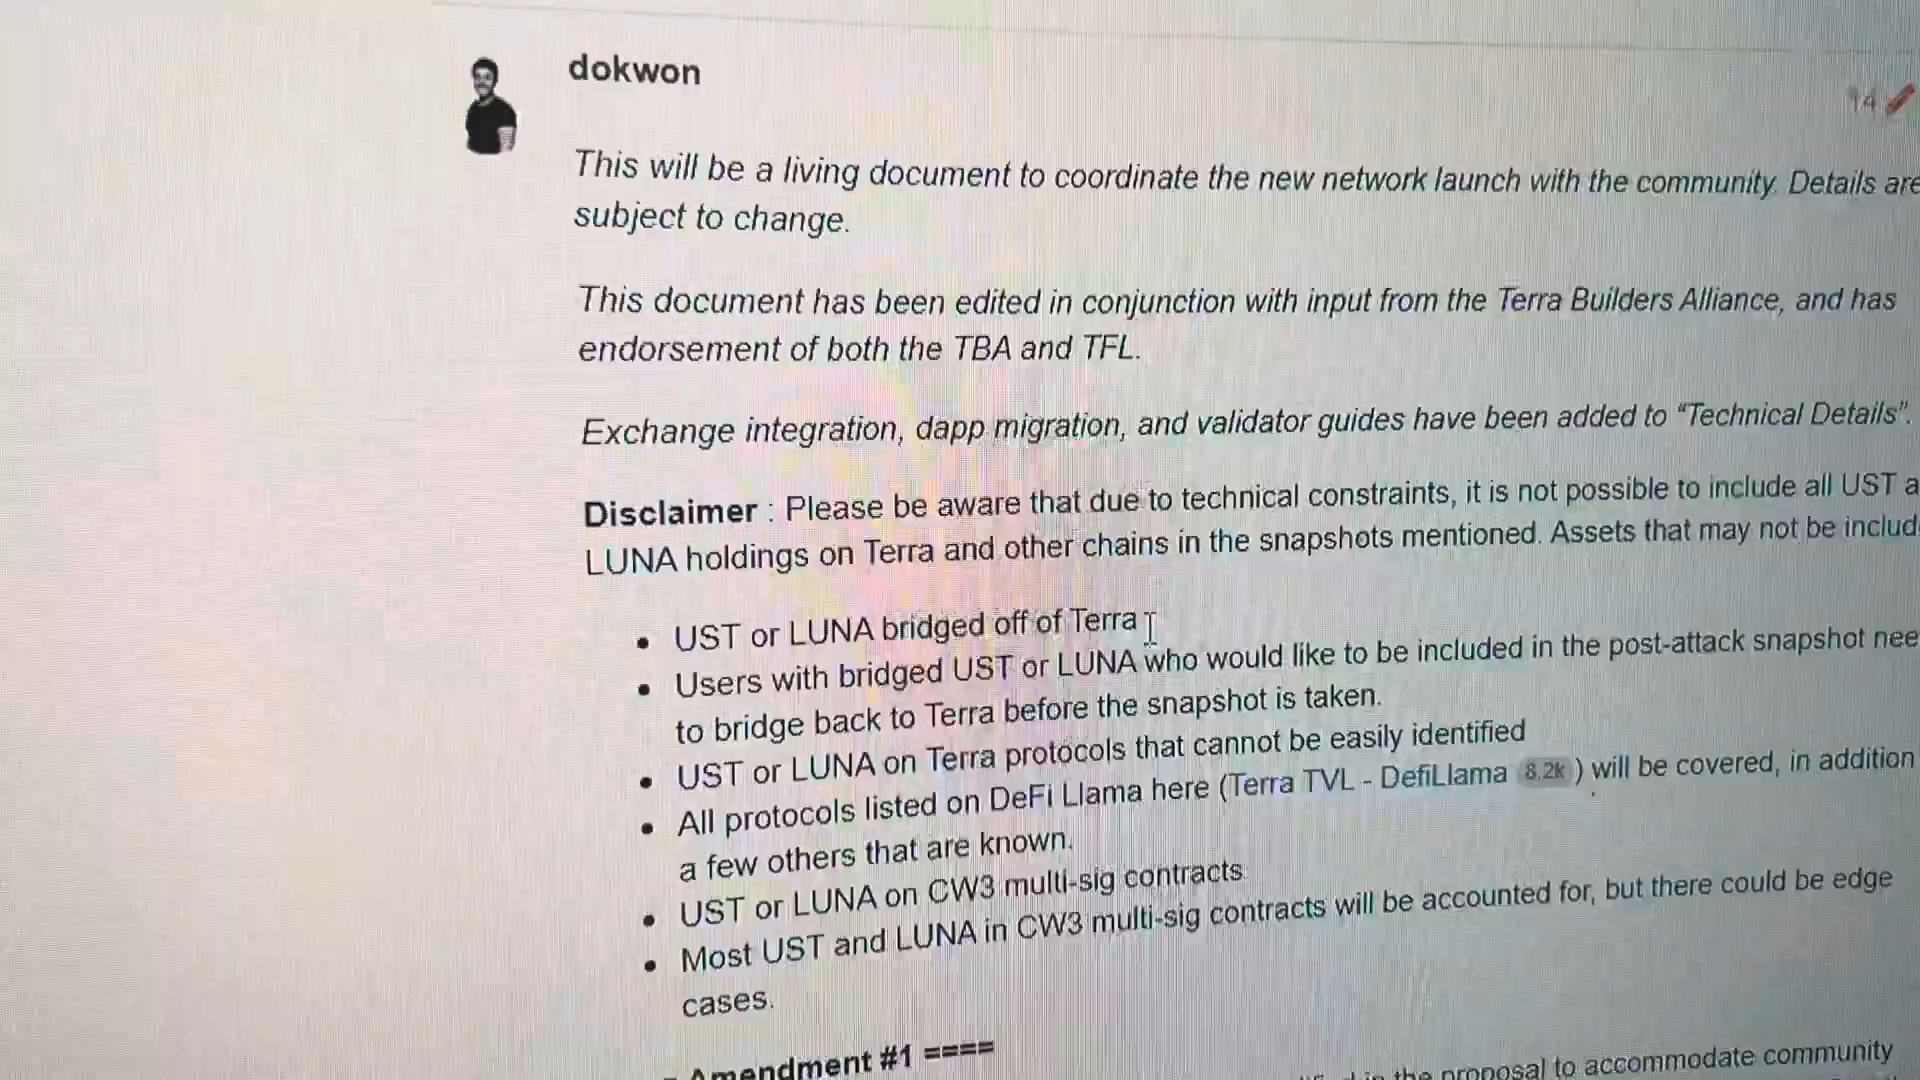 dokwon
14
This will be a living document to coordinate the new network launch with the community. Details are
subject to change.
This document has been edited in conjunction with input from the Terra Builders Alliance, and has
endorsement of both the TBA and TFL.
Exchange integration, dapp migration, and validator guides have been added to “Technical Details”.
Disclaimer : Please be aware that due to technical constraints, it is not possible to include all UST a
LUNA holdings on Terra and other chains in the snapshots mentioned. Assets that may not be includ
• UST or LUNA bridged off of Terra
• Users with bridged UST or LUNA who would like to be included in the post-attack snapshot nee
to bridge back to Terra before the snapshot is taken.
• UST or LUNA on Terra protocols that cannot be easily identified
• All protocols listed on DeFi Llama here (Terra TVL - DefiLlama 8.2k ) will be covered, in addition
a few others that are known.
• UST or LUNA on CW3 multi-sig contracts
• Most UST and LUNA in CW3 multi-sig contracts will be accounted for, but there could be edge
cases.
Amendment #1 ====
in the proposal to accommodate community